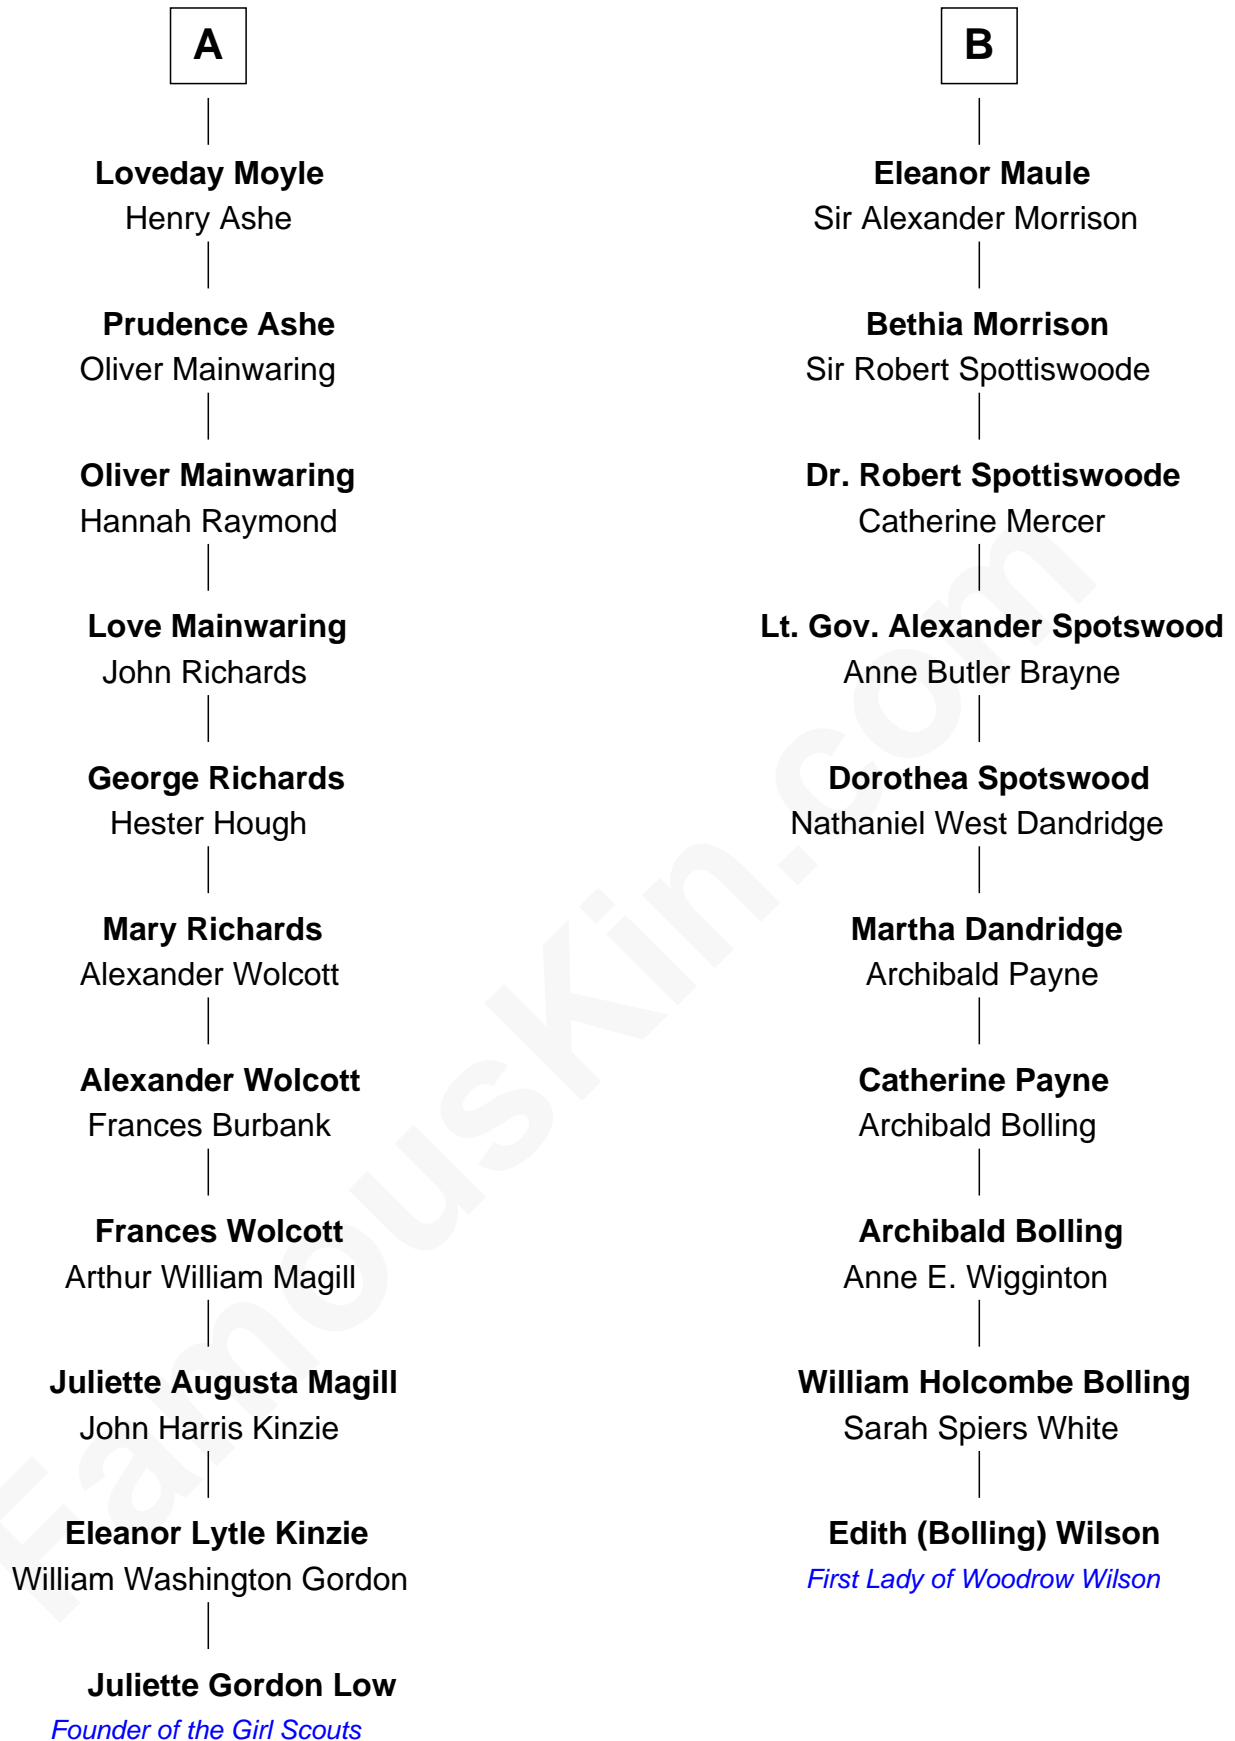 A
Loveday Moyle
Henry Ashe
Prudence Ashe
Oliver Mainwaring
Oliver Mainwaring
Hannah Raymond
Love Mainwaring
John Richards
George Richards
Hester Hough
Mary Richards
Alexander Wolcott
Alexander Wolcott
Frances Burbank
Frances Wolcott
Arthur William Magill
Juliette Augusta Magill
John Harris Kinzie
Eleanor Lytle Kinzie
William Washington Gordon
Juliette Gordon Low
Founder of the Girl Scouts
B
Eleanor Maule
Sir Alexander Morrison
Bethia Morrison
Sir Robert Spottiswoode
Dr. Robert Spottiswoode
Catherine Mercer
Lt. Gov. Alexander Spotswood
Anne Butler Brayne
Dorothea Spotswood
Nathaniel West Dandridge
Martha Dandridge
Archibald Payne
Catherine Payne
Archibald Bolling
Archibald Bolling
Anne E. Wigginton
William Holcombe Bolling
Sarah Spiers White
Edith (Bolling) Wilson
First Lady of Woodrow Wilson
FamousKin.com